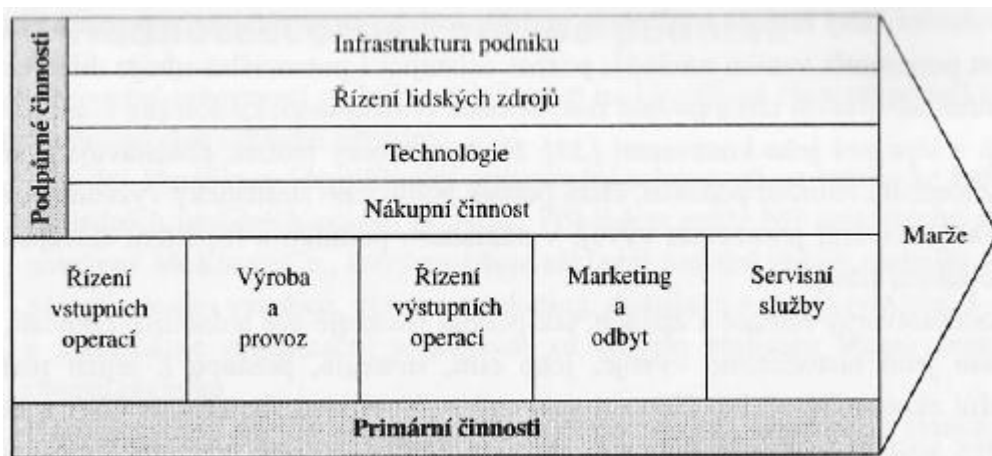 Podpárné činnosti
Infrastruktura podniku
Řízení lidských zdrojů
Technologie
Nákupní činnost
Marže
Řízení
vstupních
operací
Výroba
a
provoz
Řízení
výstupních
operací
Marketing
a
odbyt
Servisní
služby
Primární činnosti